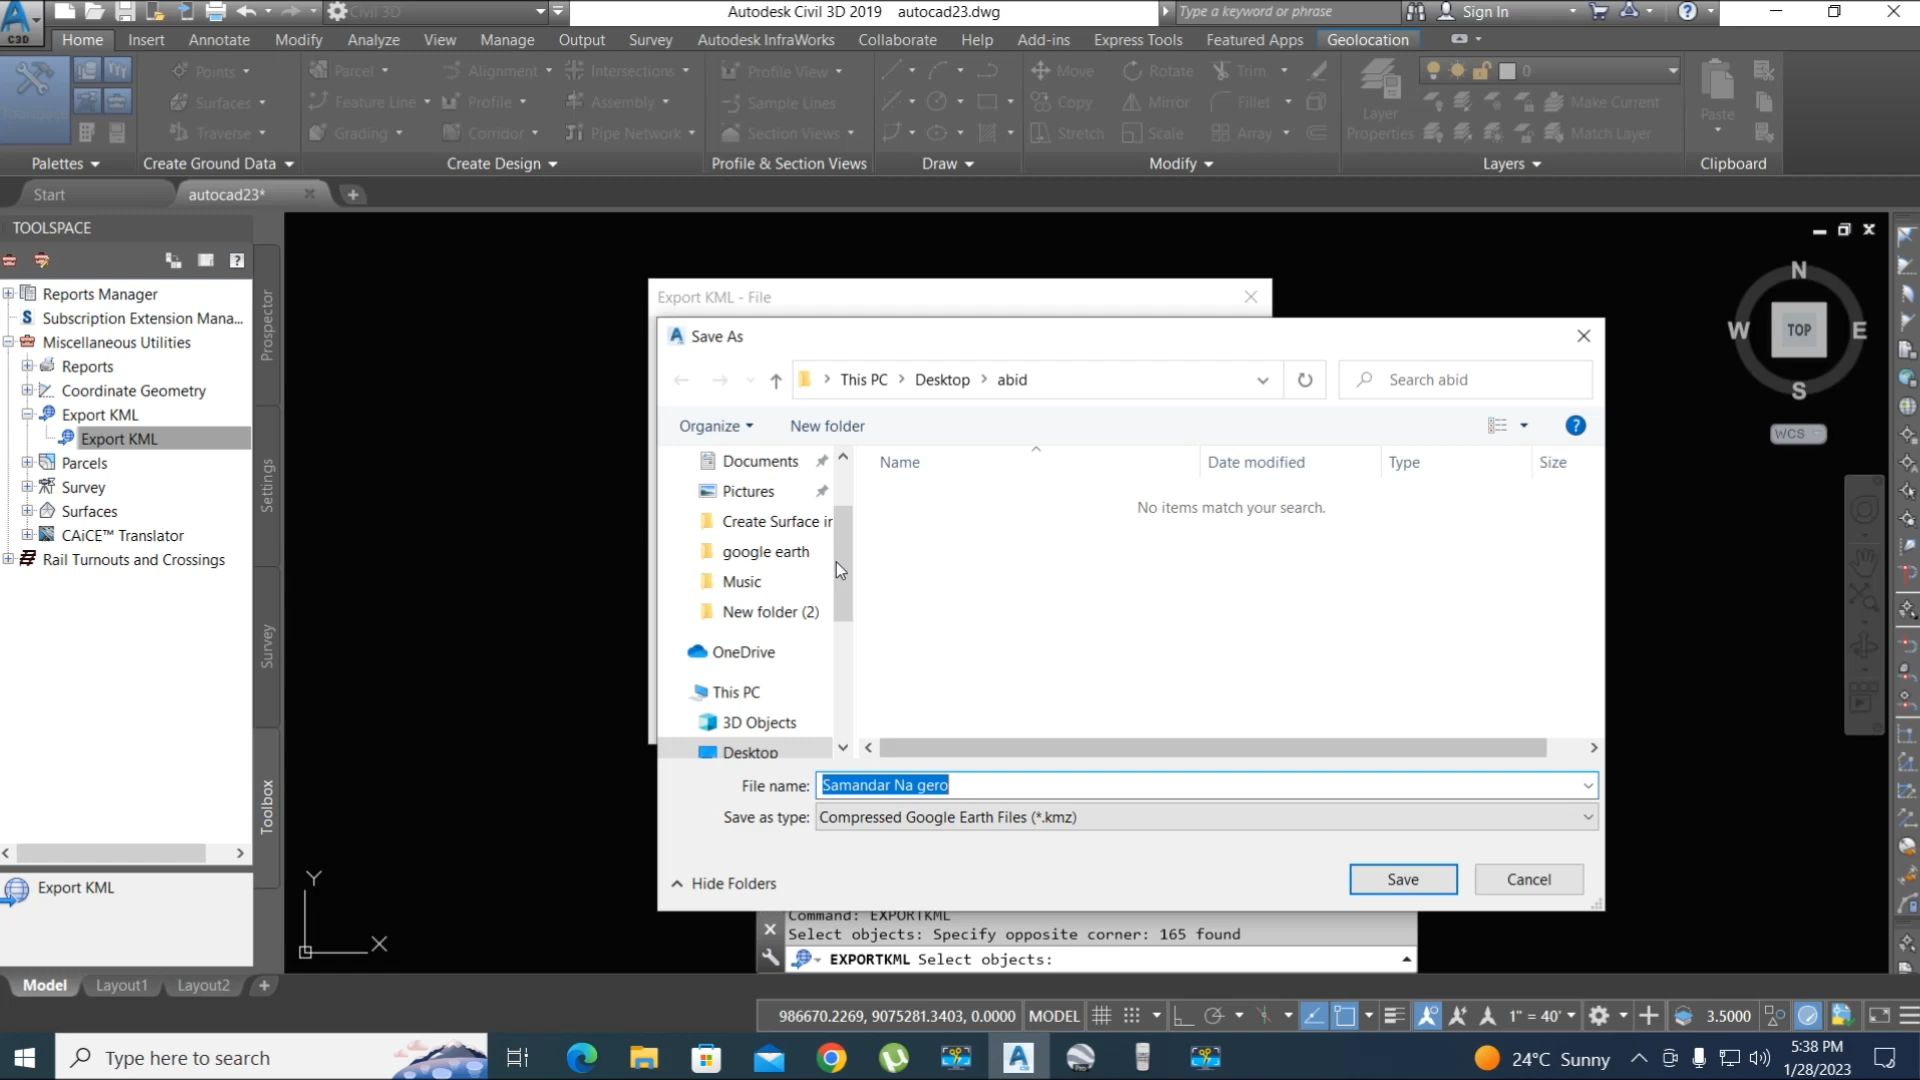 C3D
Civil 3D
Autodesk Civil 3D 2019 autocad23.dwg
Type a keyword or phrase
Sign In
Home Insert Annotate Modify Analyze View Manage Output Survey Autodesk InfraWorks Collaborate Help Add-ins Express Tools Featured Apps Geolocation
Points Parcel Alignment Intersections Profile View Move Rotate Trim 0
Surfaces Feature Line Profile Assembly Sample Lines Copy Mirror Fillet Make Current
Traverse Grading Corridor Pipe Network Section Views Stretch Scale Array Match Layer
Layer
Properties
Paste
Palettes Create Ground Data Create Design Profile & Section Views Draw Modify Layers Clipboard
Start autocad23*
TOOLSPACE
Reports Manager
Subscription Extension Mana...
Miscellaneous Utilities
Reports
Coordinate Geometry
Export KML
Export KML
Parcels
Survey
Surfaces
CAiCE™ Translator
Rail Turnouts and Crossings
Prospector
Settings
Survey
Toolbox
Export KML
Export KML - File
Save As
This PC > Desktop > abid
Search abid
Organize New folder
Documents
Pictures
Create Surface ir
google earth
Music
New folder (2)
OneDrive
This PC
3D Objects
Desktop
Name Date modified Type Size
No items match your search.
File name: Samandar Na gero
Save as type: Compressed Google Earth Files (*.kmz)
Hide Folders
Save Cancel
N
W TOP E
S
WCS
Y
X
Command: EXPORTKML
Select objects: Specify opposite corner: 165 found
EXPORTKML Select objects:
Model Layout1 Layout2
986670.2269, 9075281.3403, 0.0000 MODEL 1" = 40' 3.5000
Type here to search
24°C Sunny
5:38 PM
1/28/2023